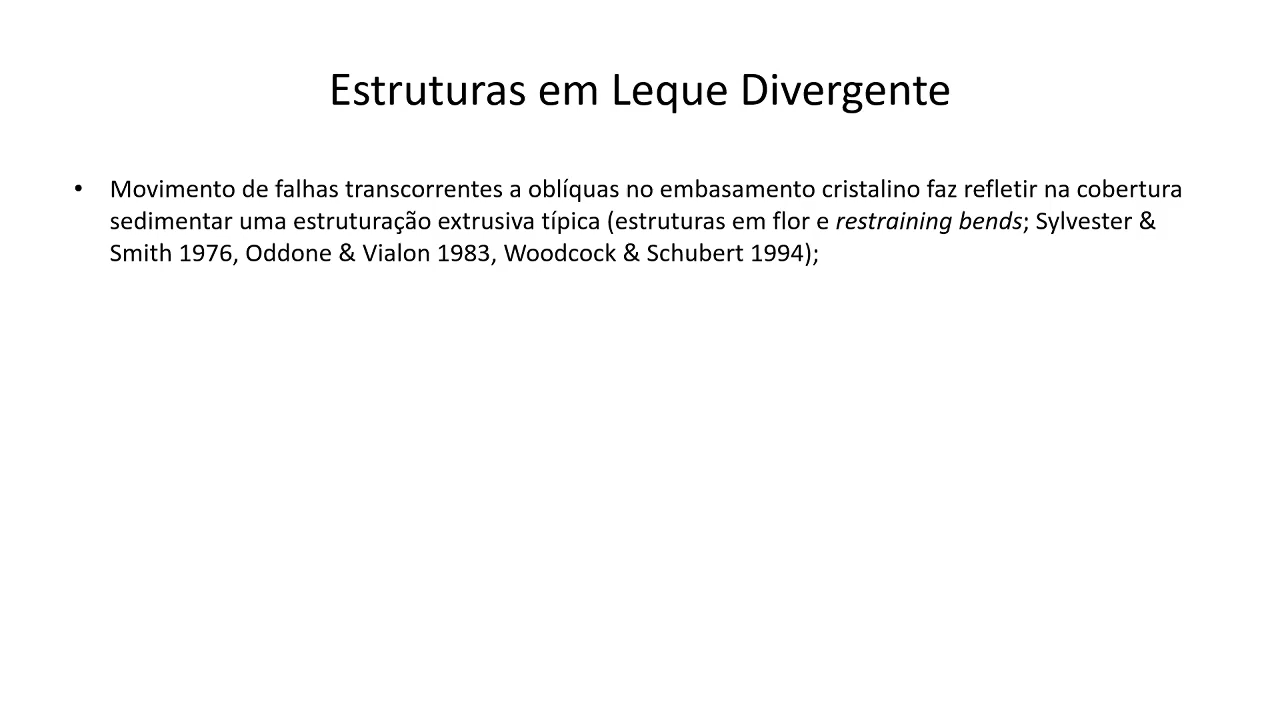 Estruturas em Leque Divergente
• Movimento de falhas transcorrentes a oblíquas no embasamento cristalino faz refletir na cobertura
sedimentar uma estruturação extrusiva típica (estruturas em flor e restraining bends; Sylvester &
Smith 1976, Oddone & Vialon 1983, Woodcock & Schubert 1994);